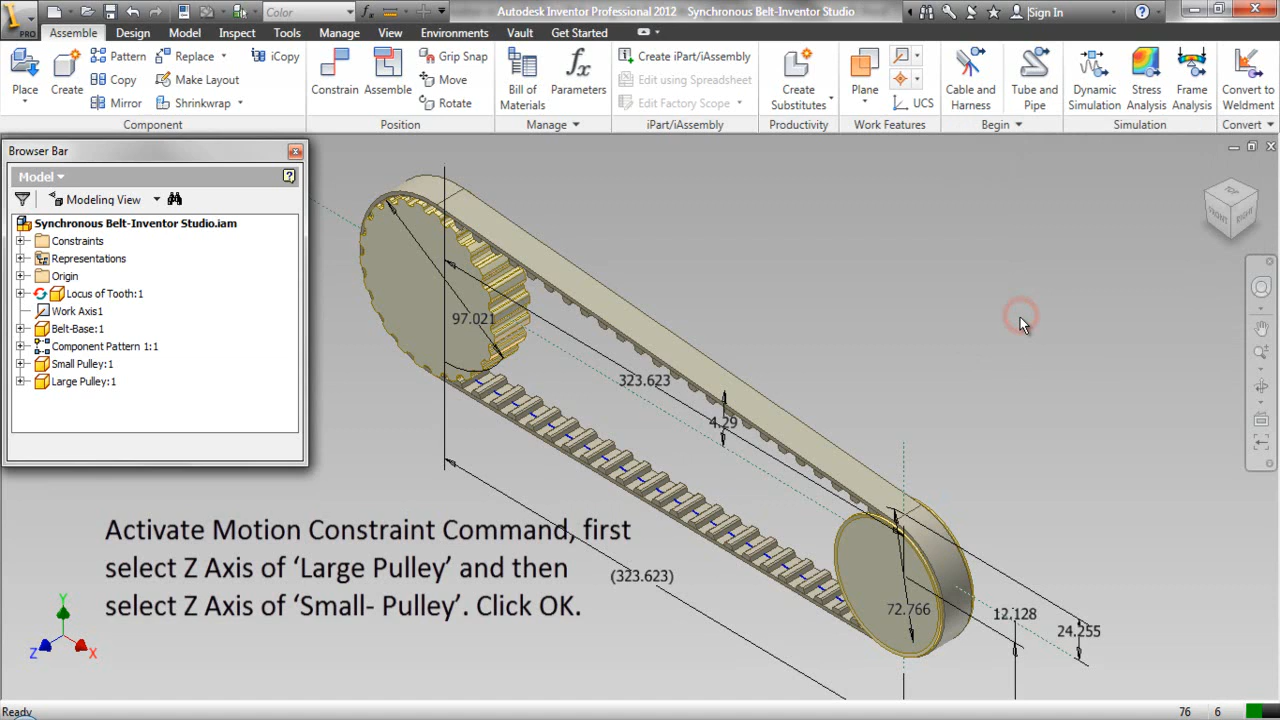 Color
Autodesk Inventor Professional 2012 Synchronous Belt-Inventor Studio
Sign In
PRO
Assemble Design Model Inspect Tools Manage View Environments Vault Get Started
Place
Create
Pattern
Copy
Mirror
Replace
Make Layout
Shrinkwrap
iCopy
Component
Constrain
Assemble
Grip Snap
Move
Rotate
Position
Bill of
Materials
Parameters
Manage
Create iPart/iAssembly
Edit using Spreadsheet
Edit Factory Scope
iPart/iAssembly
Create
Substitutes
Productivity
Plane
UCS
Work Features
Cable and
Harness
Tube and
Pipe
Begin
Dynamic
Simulation
Stress
Analysis
Frame
Analysis
Simulation
Convert to
Weldment
Convert
Browser Bar
Model
Modeling View
Synchronous Belt-Inventor Studio.iam
Constraints
Representations
Origin
Locus of Tooth:1
Work Axis1
Belt-Base:1
Component Pattern 1:1
Small Pulley:1
Large Pulley:1
FRONT
RIGHT
97.021
323.623
4.29
(323.623)
72.766
12.128
24.255
Activate Motion Constraint Command, first
select Z Axis of ‘Large Pulley’ and then
select Z Axis of ‘Small- Pulley’. Click OK.
Y
Z
X
Ready
76 6